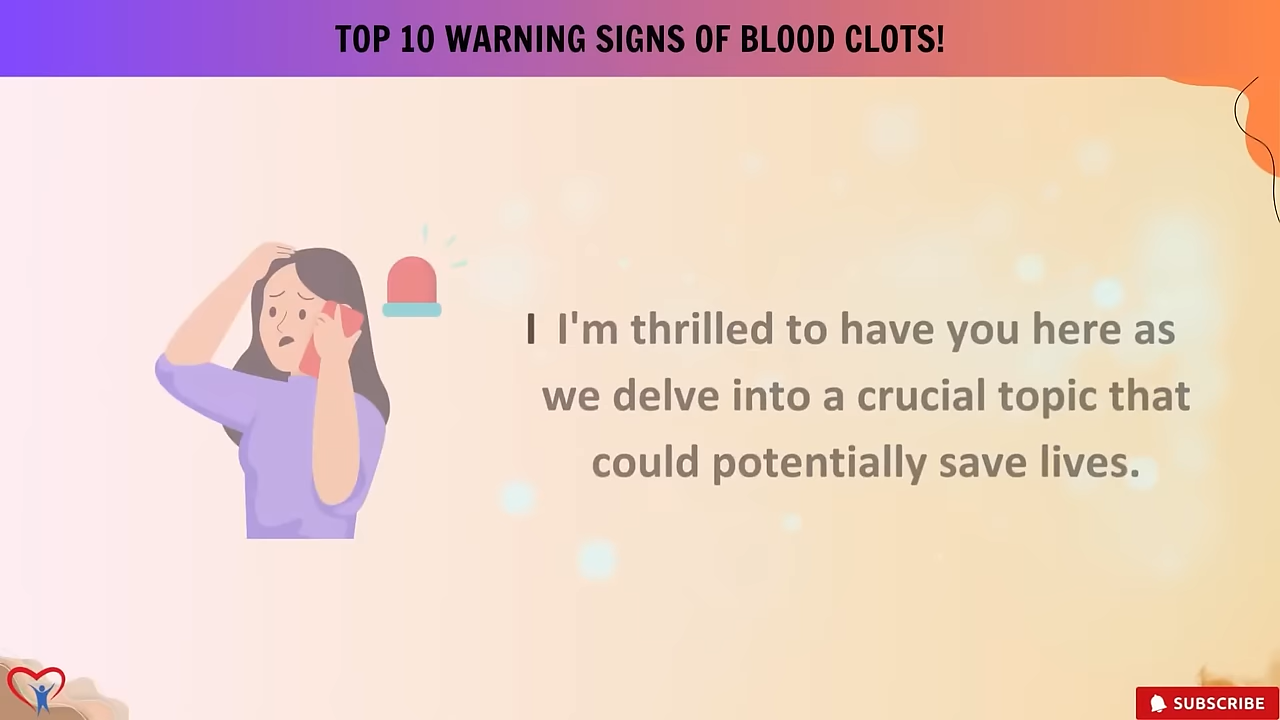 TOP 10 WARNING SIGNS OF BLOOD CLOTS!
I I'm thrilled to have you here as
we delve into a crucial topic that
could potentially save lives.
SUBSCRIBE